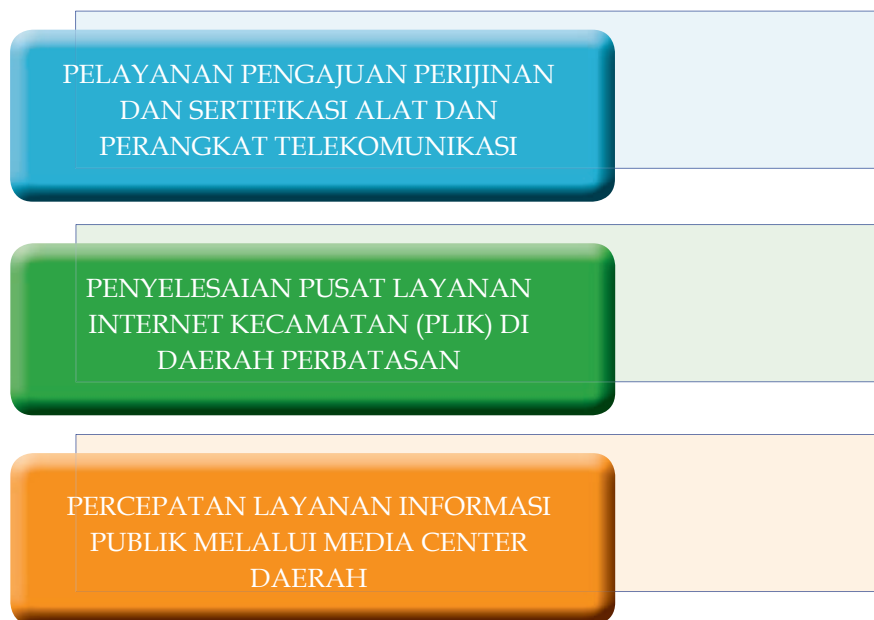 PELAYANAN PENGAJUAN PERIJINAN
DAN SERTIFIKASI ALAT DAN
PERANGKAT TELEKOMUNIKASI
PENYELESAIAN PUSAT LAYANAN
INTERNET KECAMATAN (PLIK) DI
DAERAH PERBATASAN
PERCEPATAN LAYANAN INFORMASI
PUBLIK MELALUI MEDIA CENTER
DAERAH